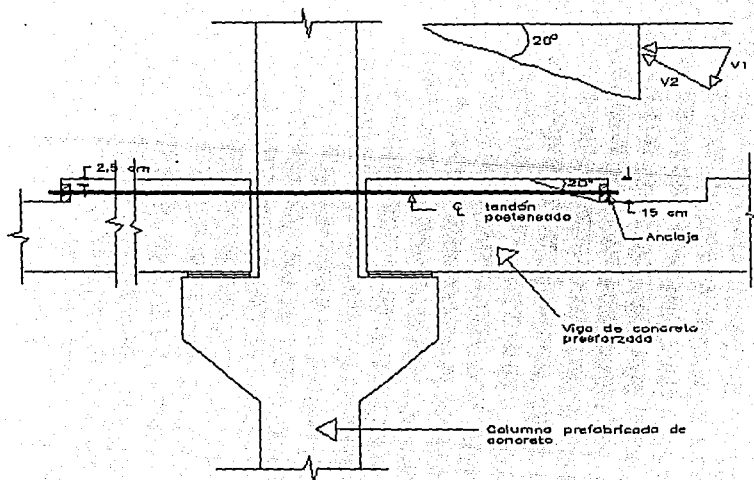 20°
V1
V2
2.5 cm
20°
℄ tendón
postensado
15 cm
Anclaje
Viga de concreto
presforzada
Columna prefabricada de
concreto.